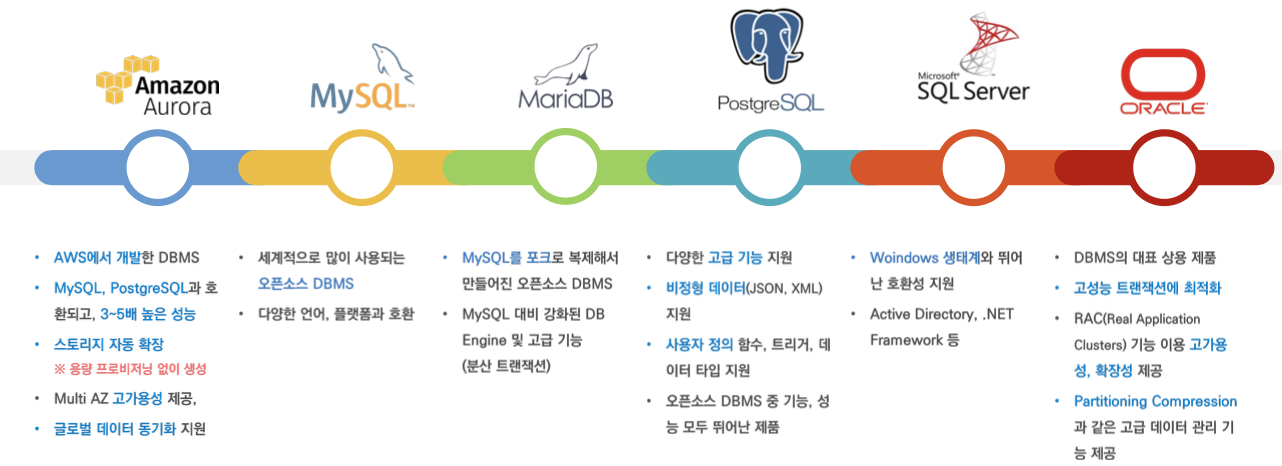 Amazon
Aurora
MySQL™
MariaDB
PostgreSQL
Microsoft®
SQL Server
ORACLE
• AWS에서 개발한 DBMS
• MySQL, PostgreSQL과 호
환되고, 3~5배 높은 성능
• 스토리지 자동 확장
※ 용량 프로비저닝 없이 생성
• Multi AZ 고가용성 제공,
• 글로벌 데이터 동기화 지원
• 세계적으로 많이 사용되는
오픈소스 DBMS
• 다양한 언어, 플랫폼과 호환
• MySQL를 포크로 복제해서
만들어진 오픈소스 DBMS
• MySQL 대비 강화된 DB
Engine 및 고급 기능
(분산 트랜잭션)
• 다양한 고급 기능 지원
• 비정형 데이터(JSON, XML)
지원
• 사용자 정의 함수, 트리거, 데
이터 타입 지원
• 오픈소스 DBMS 중 기능, 성
능 모두 뛰어난 제품
• Woindows 생태계와 뛰어
난 호환성 지원
• Active Directory, .NET
Framework 등
• DBMS의 대표 상용 제품
• 고성능 트랜잭션에 최적화
• RAC(Real Application
Clusters) 기능 이용 고가용
성, 확장성 제공
• Partitioning Compression
과 같은 고급 데이터 관리 기
능 제공